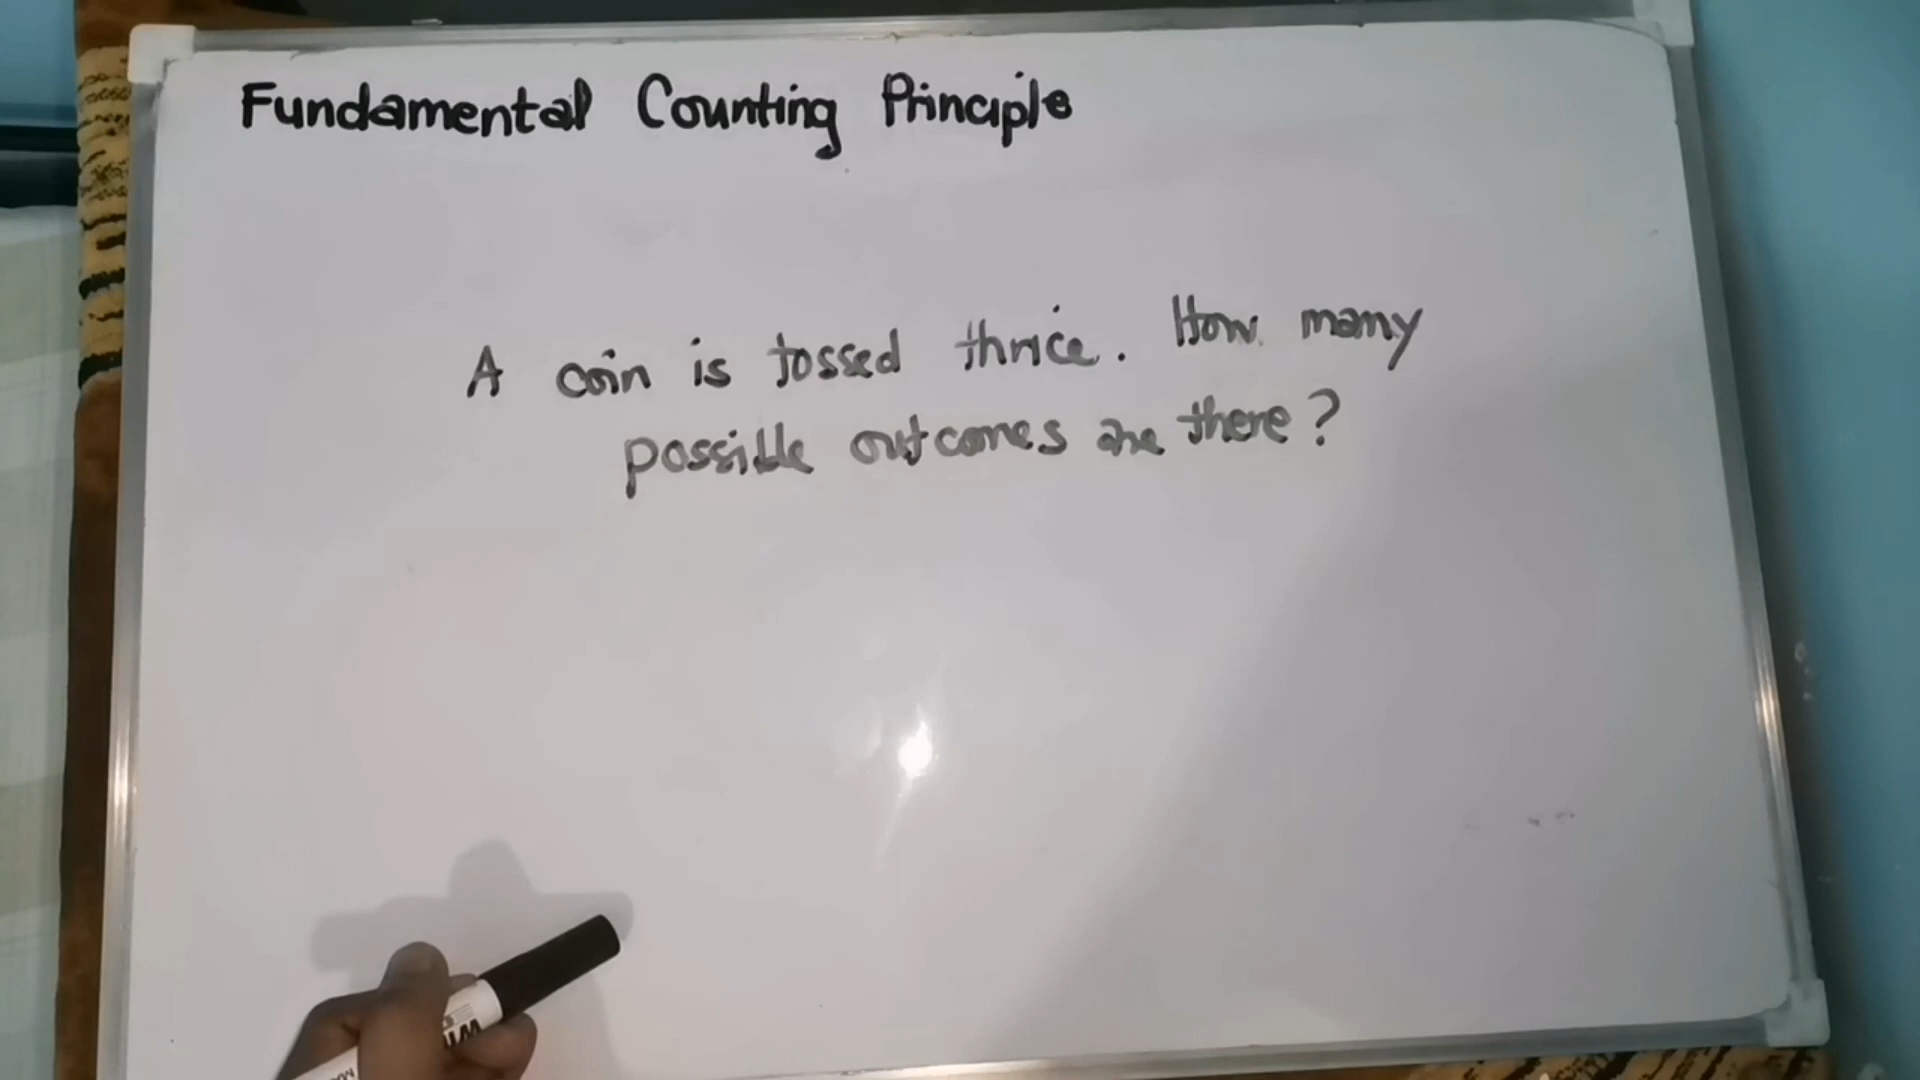 Fundamental Counting Principle
A coin is tossed thrice. How many
possible outcomes are there?